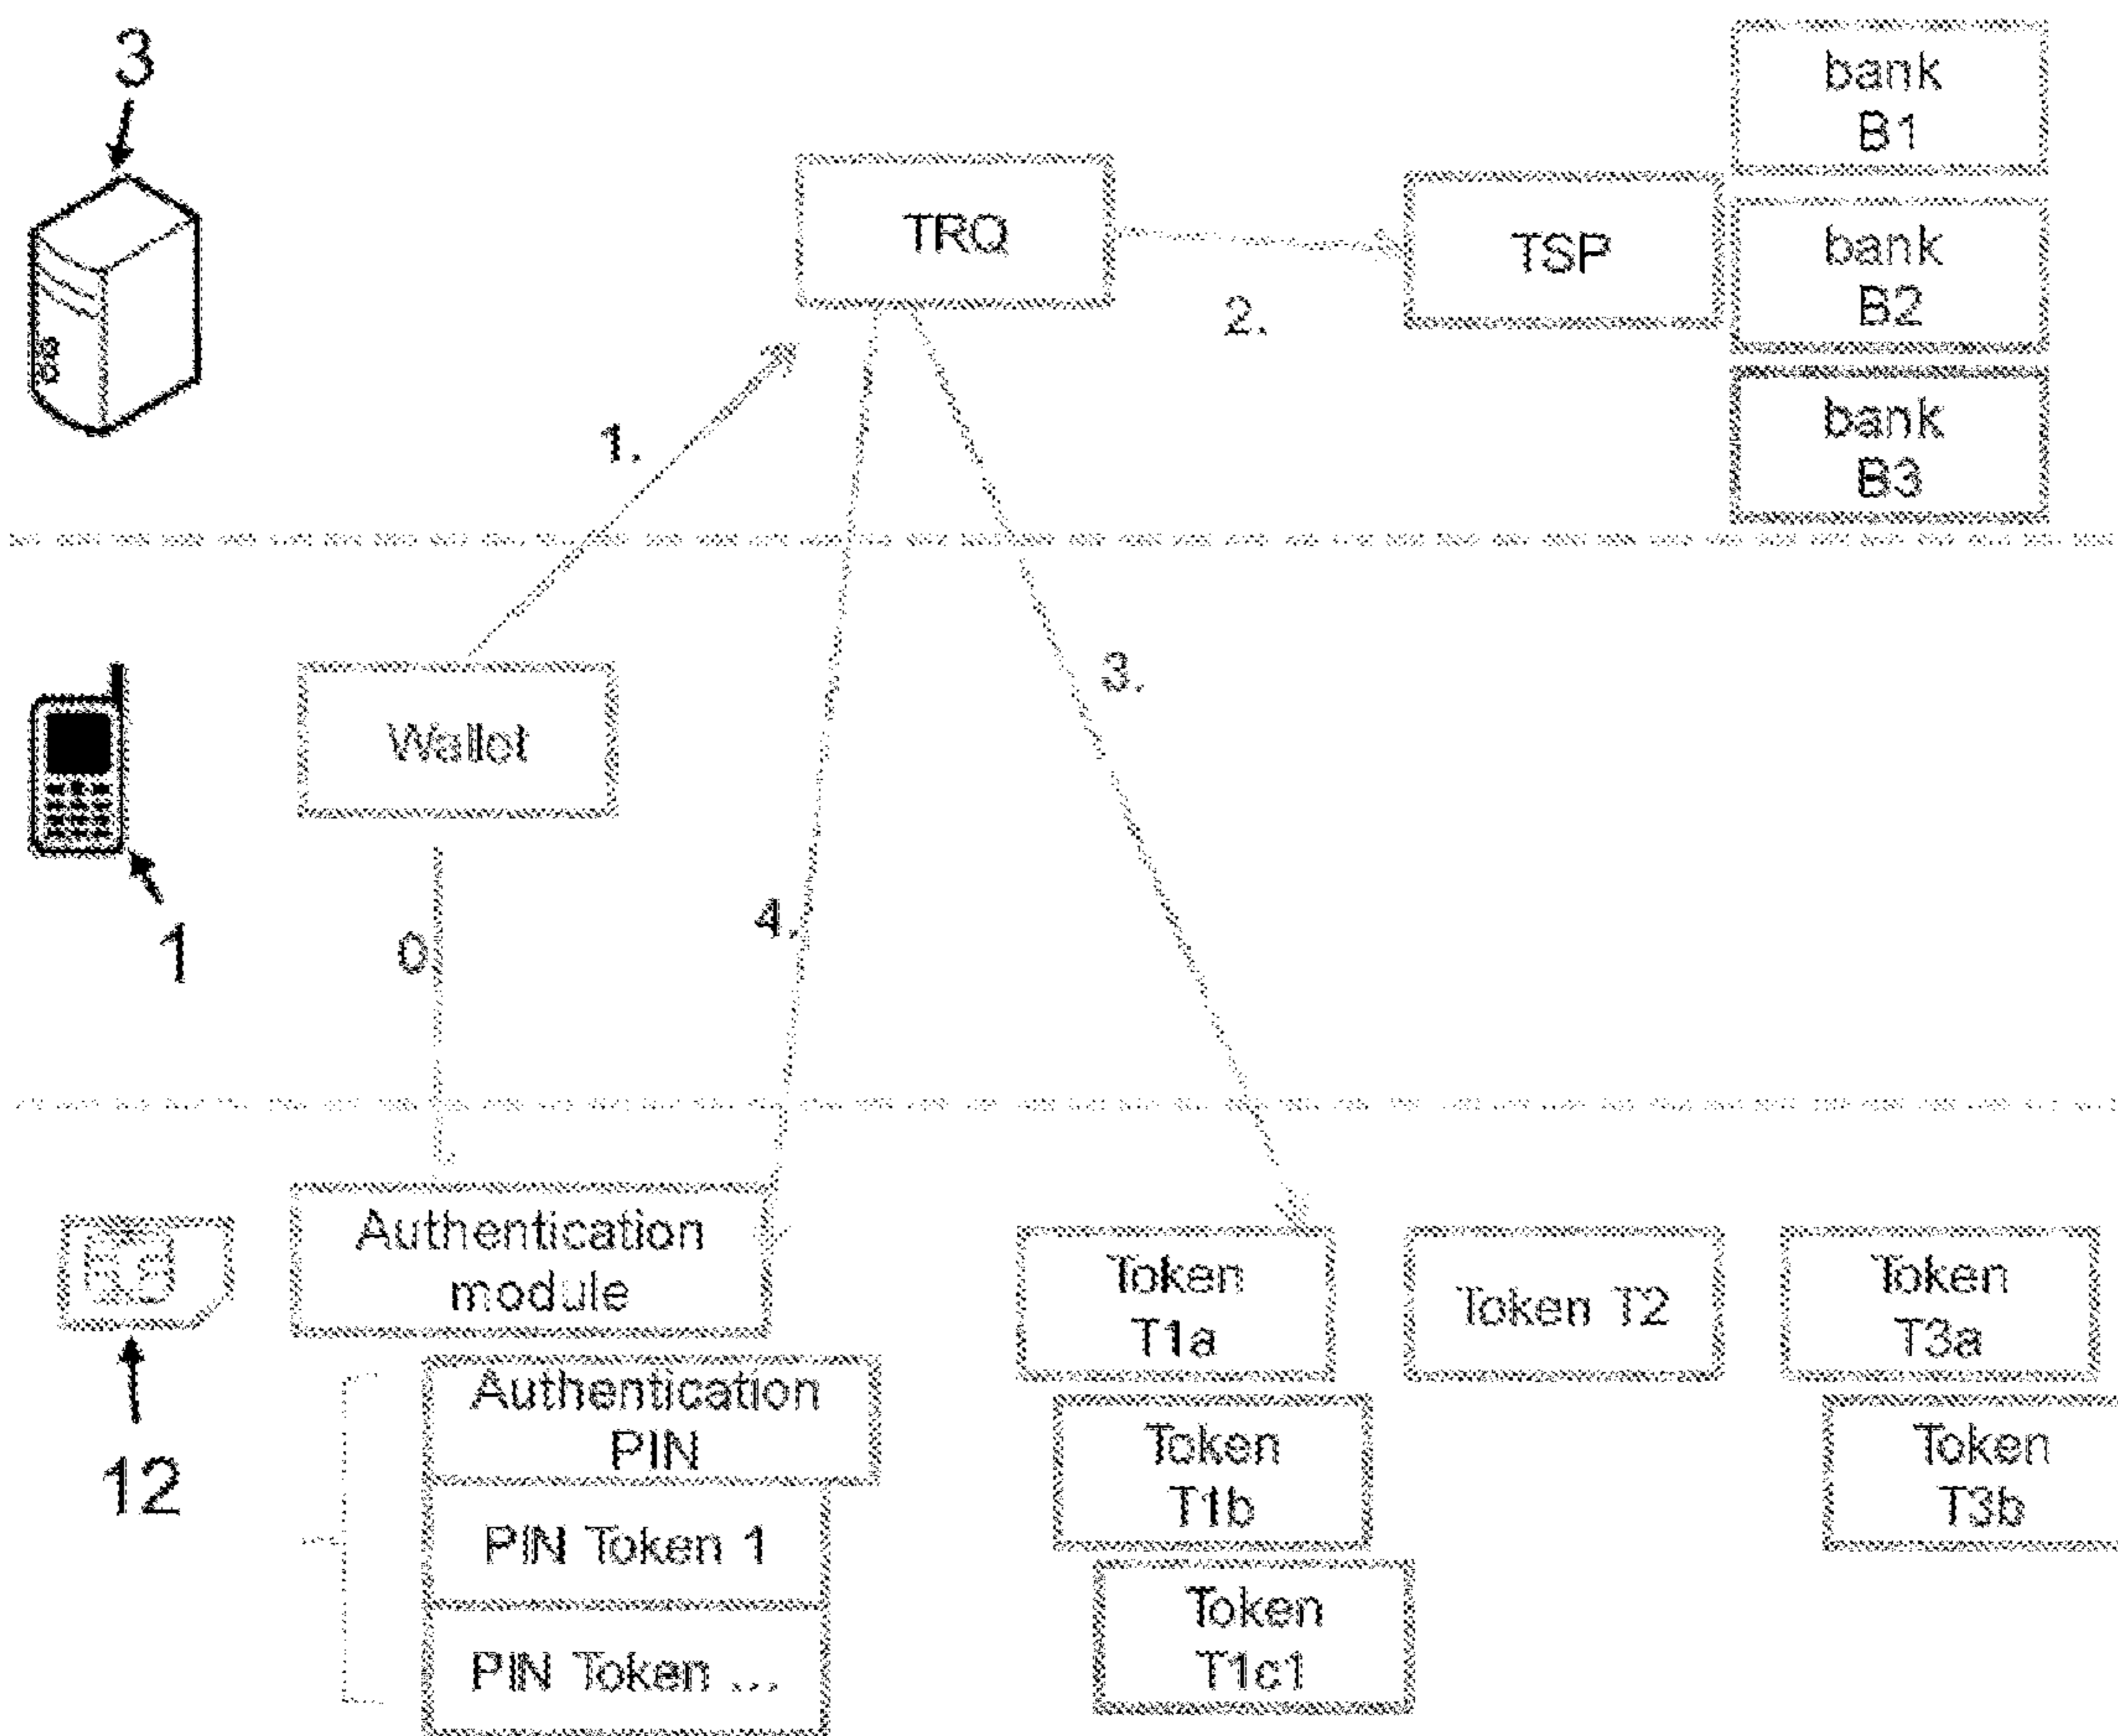 3
bank
B1
TRQ
TSP
bank
B2
2.
bank
B3
1.
3.
Wallet
4.
0
1
Authentication
module
Token
T1a
Token T2
Token
T3a
12
Authentication
PIN
Token
T1b
Token
T3b
PIN Token 1
Token
T1c1
PIN Token ...